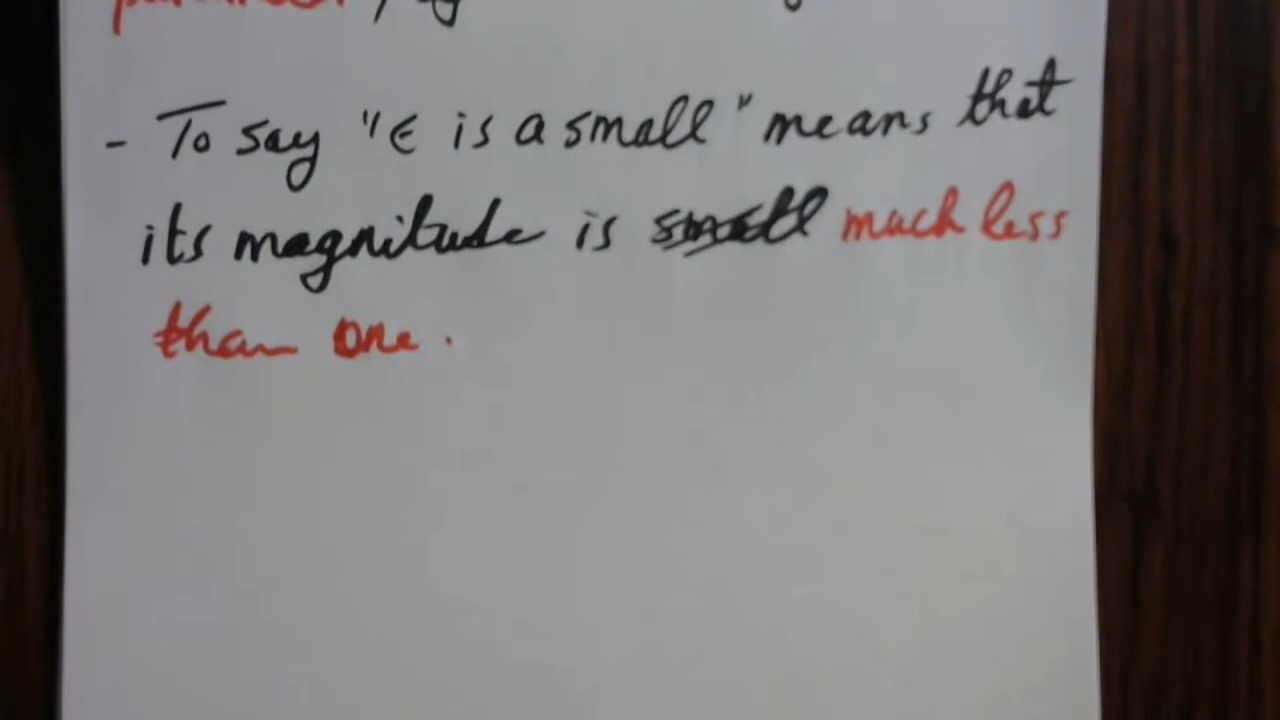 - To say "ϵ is a small" means that
its magnitude is small much less
than one.